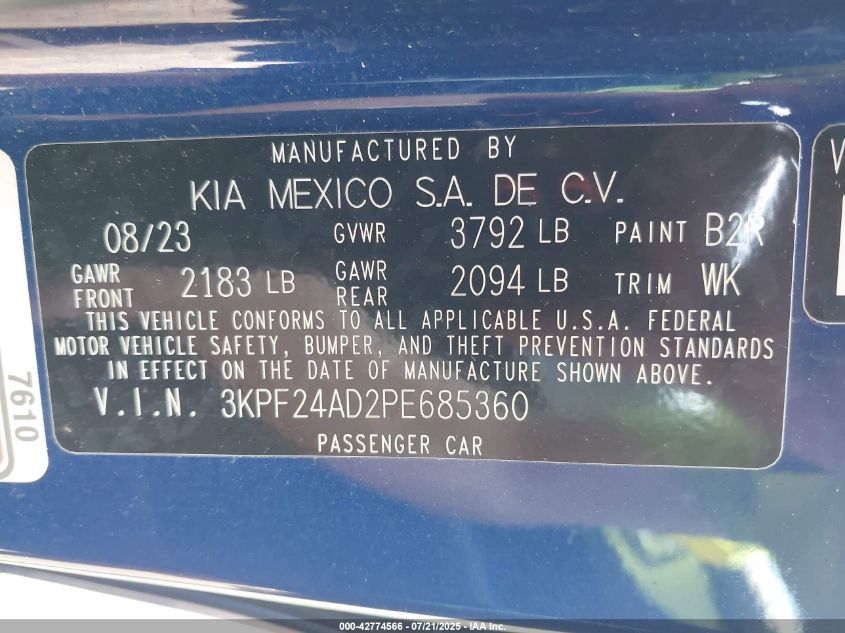 MANUFACTURED BY
KIA MEXICO S.A. DE C.V.
08/23 GVWR 3792 LB PAINT B2R
GAWR FRONT 2183 LB GAWR REAR 2094 LB TRIM WK
THIS VEHICLE CONFORMS TO ALL APPLICABLE U.S.A. FEDERAL
MOTOR VEHICLE SAFETY, BUMPER, AND THEFT PREVENTION STANDARDS
IN EFFECT ON THE DATE OF MANUFACTURE SHOWN ABOVE.
V.I.N. 3KPF24AD2PE685360
PASSENGER CAR
7610
V
000-42774566 - 07/21/2025 - IAA Inc.